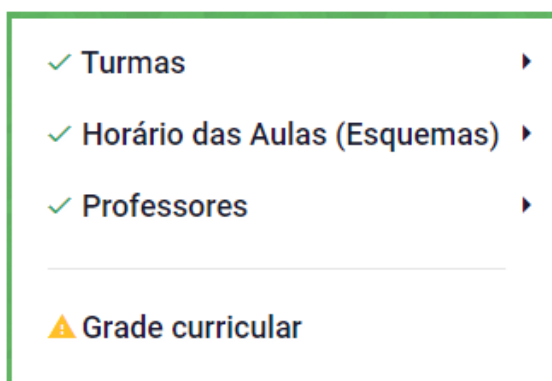 Turmas
Horário das Aulas (Esquemas)
Professores
Grade curricular